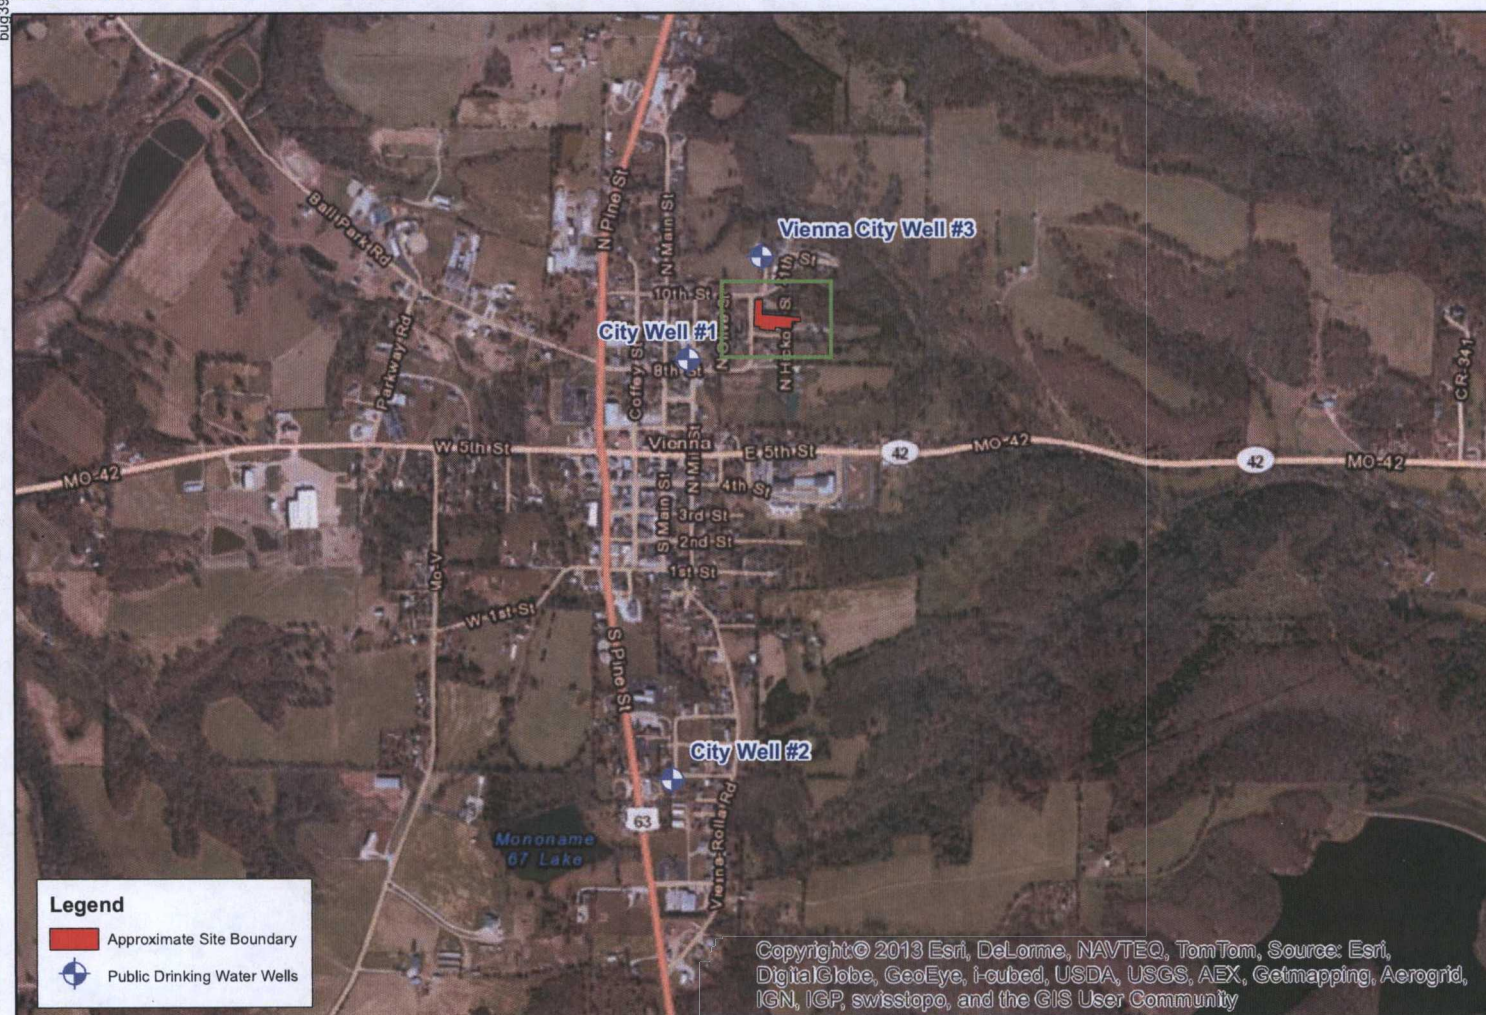 N Pine St
N Main St
Ball Park Rd
Vienna City Well #3
11th St
10th St
City Well #1
Coffey St
8th St
Parkway Rd
CR-341
MO-42
W 5th St
Vienna
E 5th St
42
MO-42
42
MO-42
4th St
N Mill St
S Main St
3rd St
2nd St
1st St
Mo-V
W 1st St
S Pine St
City Well #2
63
Mononame
67 Lake
Vienna-Rolla Rd
Legend
Approximate Site Boundary
Public Drinking Water Wells
Copyright:© 2013 Esri, DeLorme, NAVTEQ, TomTom, Source: Esri,
DigitalGlobe, GeoEye, i-cubed, USDA, USGS, AEX, Getmapping, Aerogrid,
IGN, IGP, swisstopo, and the GIS User Community